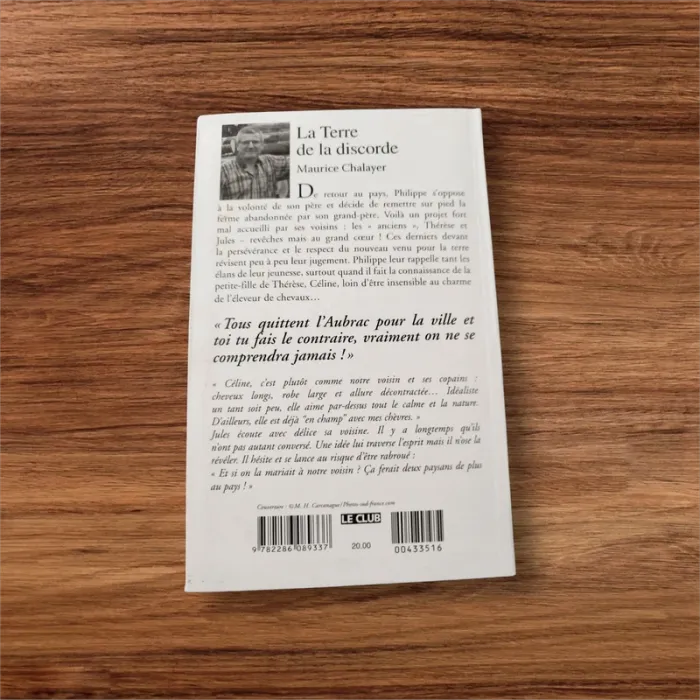 La Terre
de la discorde
Maurice Chalayer
De retour au pays, Philippe s'oppose
à la volonté de son père et décide de remettre sur pied la
ferme abandonnée par son grand-père. Voilà un projet fort
mal accueilli par ses voisins : les « anciens », Thérèse et
Jules – revêches mais au grand cœur ! Ces derniers devant
la persévérance et le respect du nouveau venu pour la terre
révisent peu à peu leur jugement. Philippe leur rappelle tant les
élans de leur jeunesse, surtout quand il fait la connaissance de la
petite-fille de Thérèse, Céline, loin d'être insensible au charme
de l'éleveur de chevaux…
« Tous quittent l'Aubrac pour la ville et
toi tu fais le contraire, vraiment on ne se
comprendra jamais ! »
« Céline, c'est plutôt comme notre voisin et ses copains :
cheveux longs, robe large et allure décontractée… Idéaliste
un tant soit peu, elle aime par-dessus tout le calme et la nature.
D'ailleurs, elle est déjà "en champ" avec mes chèvres. »
Jules écoute avec délice sa voisine. Il y a longtemps qu'ils
n'ont pas autant conversé. Une idée lui traverse l'esprit mais il n'ose la
révéler. Il hésite et se lance au risque d'être rabroué :
« Et si on la mariait à notre voisin ? Ça ferait deux paysans de plus
au pays ! »
Couverture : ©M. H. Carcanague / Photo-sud-france.com
LE CLUB
9 782286 089337
20.00
00433516